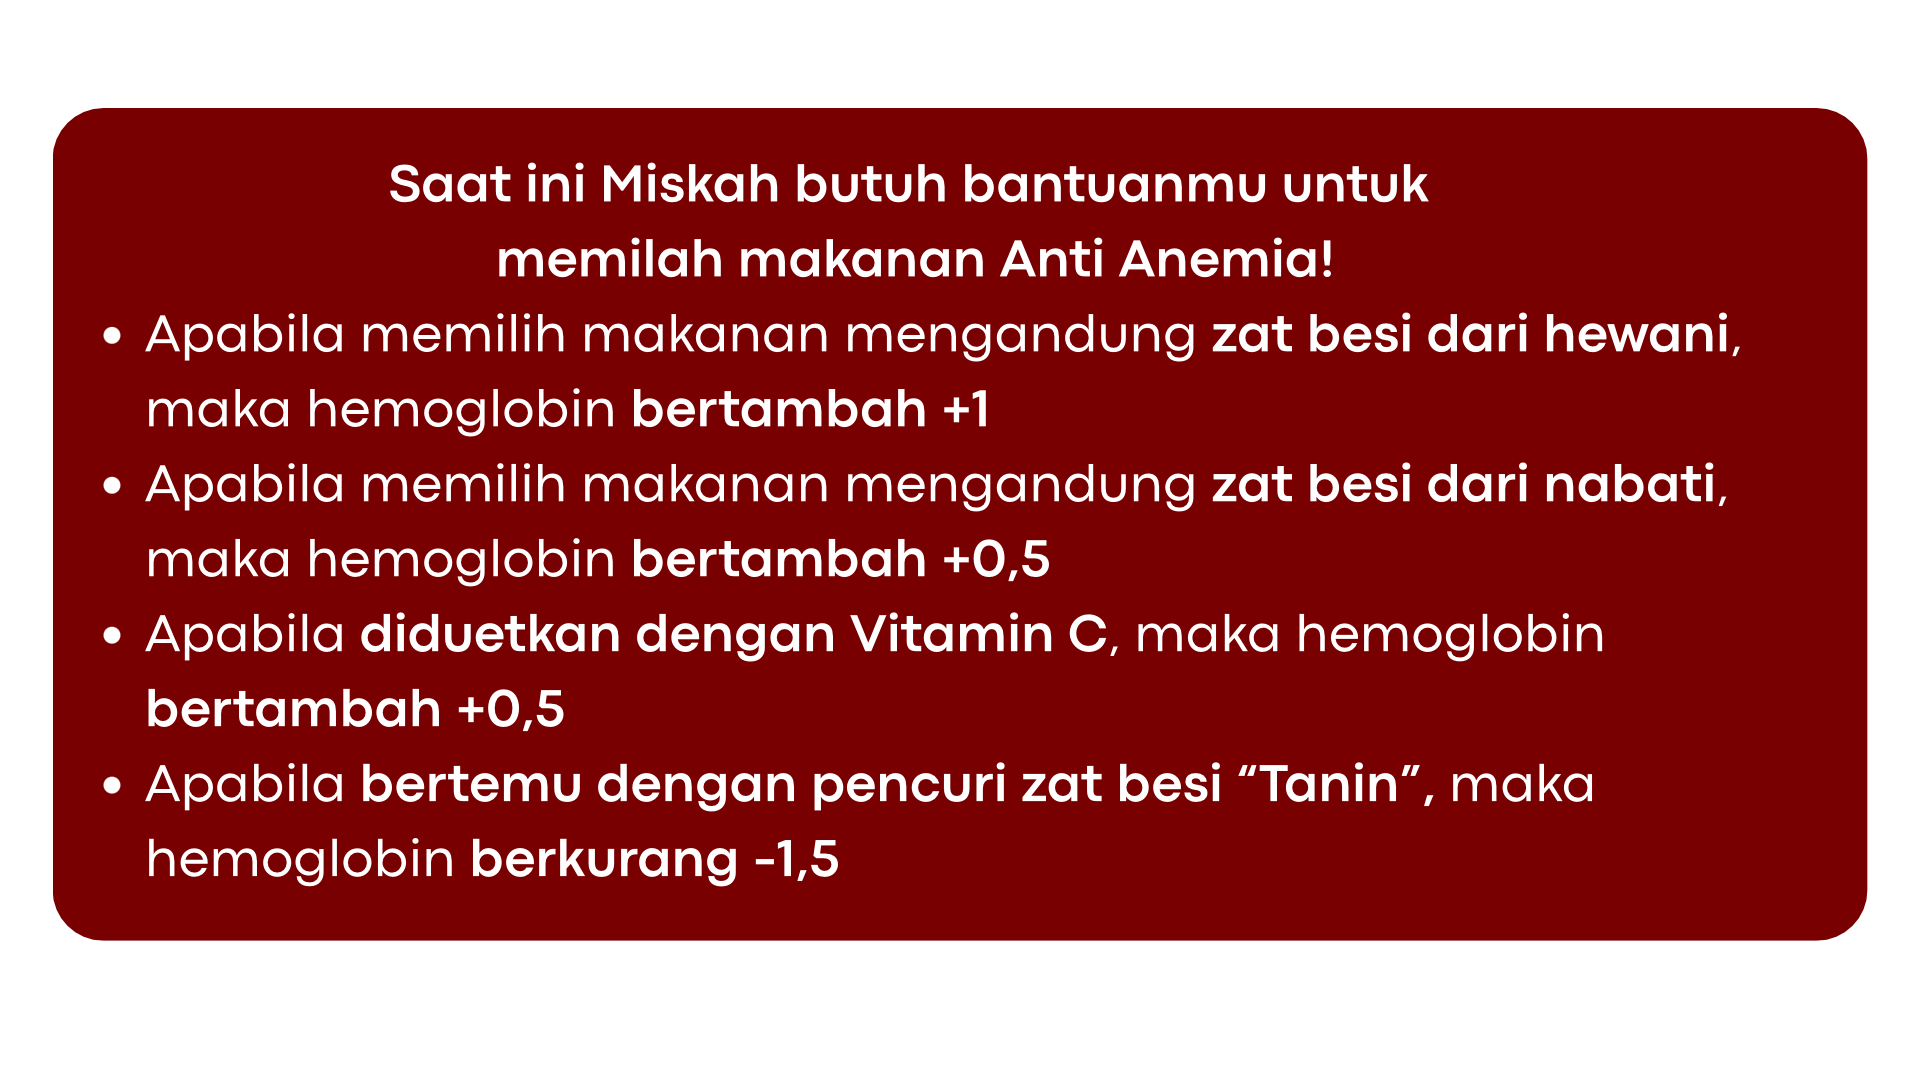 Saat ini Miskah butuh bantuanmu untuk
memilah makanan Anti Anemia!
• Apabila memilih makanan mengandung zat besi dari hewani,
maka hemoglobin bertambah +1
• Apabila memilih makanan mengandung zat besi dari nabati,
maka hemoglobin bertambah +0,5
• Apabila diduetkan dengan Vitamin C, maka hemoglobin
bertambah +0,5
• Apabila bertemu dengan pencuri zat besi “Tanin”, maka
hemoglobin berkurang -1,5